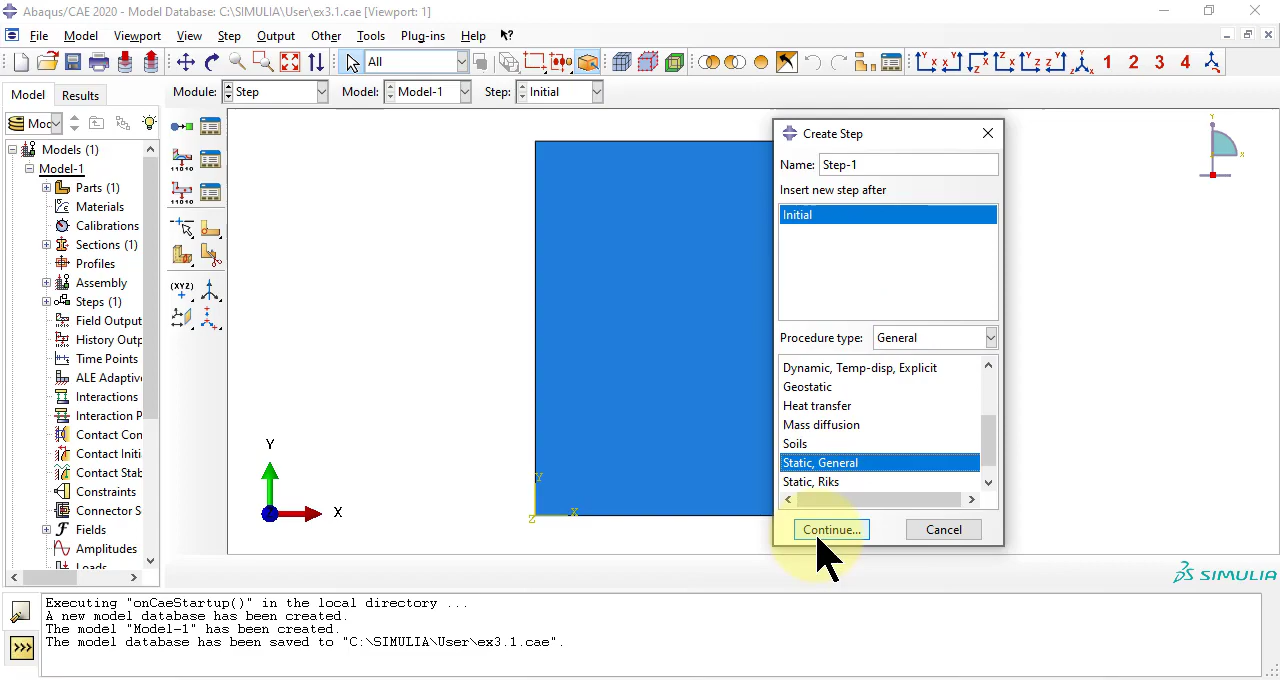 Abaqus/CAE 2020 - Model Database: C:\SIMULIA\User\ex3.1.cae [Viewport: 1]
File Model Viewport View Step Output Other Tools Plug-ins Help
All
1 2 3 4
Model Results
Module: Step Model: Model-1 Step: Initial
Moc
(XYZ)
Models (1)
Model-1
Parts (1)
Materials
Calibrations
Sections (1)
Profiles
Assembly
Steps (1)
Field Output
History Outp
Time Points
ALE Adaptiv
Interactions
Interaction P
Contact Con
Contact Initi
Contact Stab
Constraints
Connector S
Fields
Amplitudes
Loads
Y
X
Z
Y
X
Z
Y
X
Create Step
Name: Step-1
Insert new step after
Initial
Procedure type: General
Dynamic, Temp-disp, Explicit
Geostatic
Heat transfer
Mass diffusion
Soils
Static, General
Static, Riks
Continue... Cancel
SIMULIA
Executing "onCaeStartup()" in the local directory ...
A new model database has been created.
The model "Model-1" has been created.
The model database has been saved to "C:\SIMULIA\User\ex3.1.cae".